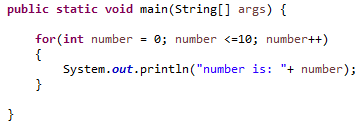 public static void main(String[] args) {
for(int number = 0; number <=10; number++)
{
System.out.println("number is: "+ number);
}
}